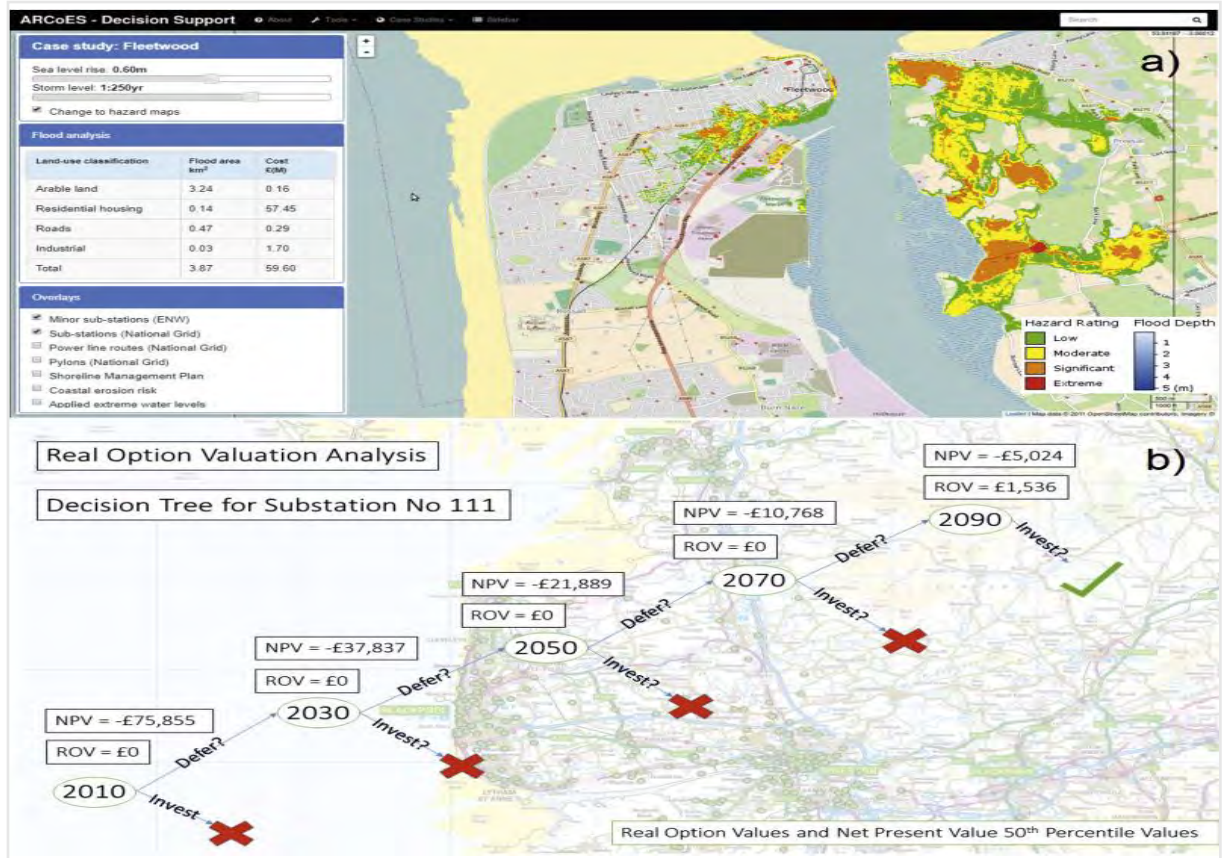 ARCoES - Decision Support About Tools Case Studies Sidebar Search
Case study: Fleetwood
Sea level rise: 0.60m
Storm level: 1:250yr
Change to hazard maps
Flood analysis
Land-use classification Flood area km² Cost £(M)
Arable land 3.24 0.16
Residential housing 0.14 57.45
Roads 0.47 0.29
Industrial 0.03 1.70
Total 3.87 59.60
Overlays
Minor sub-stations (ENW)
Sub-stations (National Grid)
Power line routes (National Grid)
Pylons (National Grid)
Shoreline Management Plan
Coastal erosion risk
Applied extreme water levels
+
-
a)
Fleetwood
Hazard Rating Flood Depth
Low
Moderate
Significant
Extreme
1
2
3
4
5 (m)
Leaflet | Map data © 2011 OpenStreetMap contributors, Imagery ©
b)
Real Option Valuation Analysis
Decision Tree for Substation No 111
NPV = -£5,024
ROV = £1,536
2090
Invest?
Defer?
NPV = -£10,768
ROV = £0
2070
Invest?
Defer?
NPV = -£21,889
ROV = £0
2050
Invest?
Defer?
NPV = -£37,837
ROV = £0
2030
Invest?
Defer?
NPV = -£75,855
ROV = £0
2010
Invest
Real Option Values and Net Present Value 50th Percentile Values